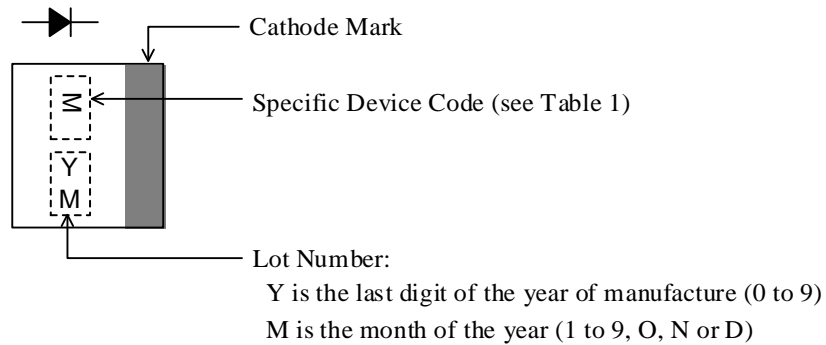 Cathode Mark
M
Specific Device Code (see Table 1)
Y
M
Lot Number:
Y is the last digit of the year of manufacture (0 to 9)
M is the month of the year (1 to 9, O, N or D)